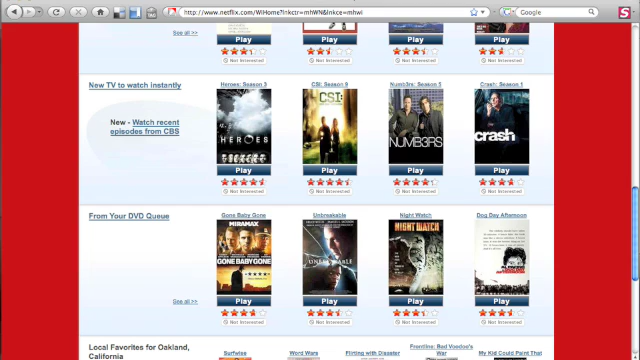 http://www.netflix.com/WiHome?lnkctr=mhWN&lnkce=mhwi
Google
See all >>
Play Play Play Play
Not Interested Not Interested Not Interested Not Interested
New TV to watch instantly
Heroes: Season 3 CSI: Season 8 Numb3rs: Season 5 Crash: Season 1
New - Watch recent
episodes from CBS
HEROES CSI: NUMB3RS crash
Play Play Play Play
Not Interested Not Interested Not Interested Not Interested
From Your DVD Queue
Gone Baby Gone Unbreakable Night Watch Dog Day Afternoon
MIRAMAX
GONE BABY GONE UNBREAKABLE NIGHT WATCH
See all >>
Play Play Play Play
Not Interested Not Interested Not Interested Not Interested
Local Favorites for Oakland,
California
Surfwise Word Wars Flirting with Disaster Frontline: Bad Voodoo's
War My Kid Could Paint That